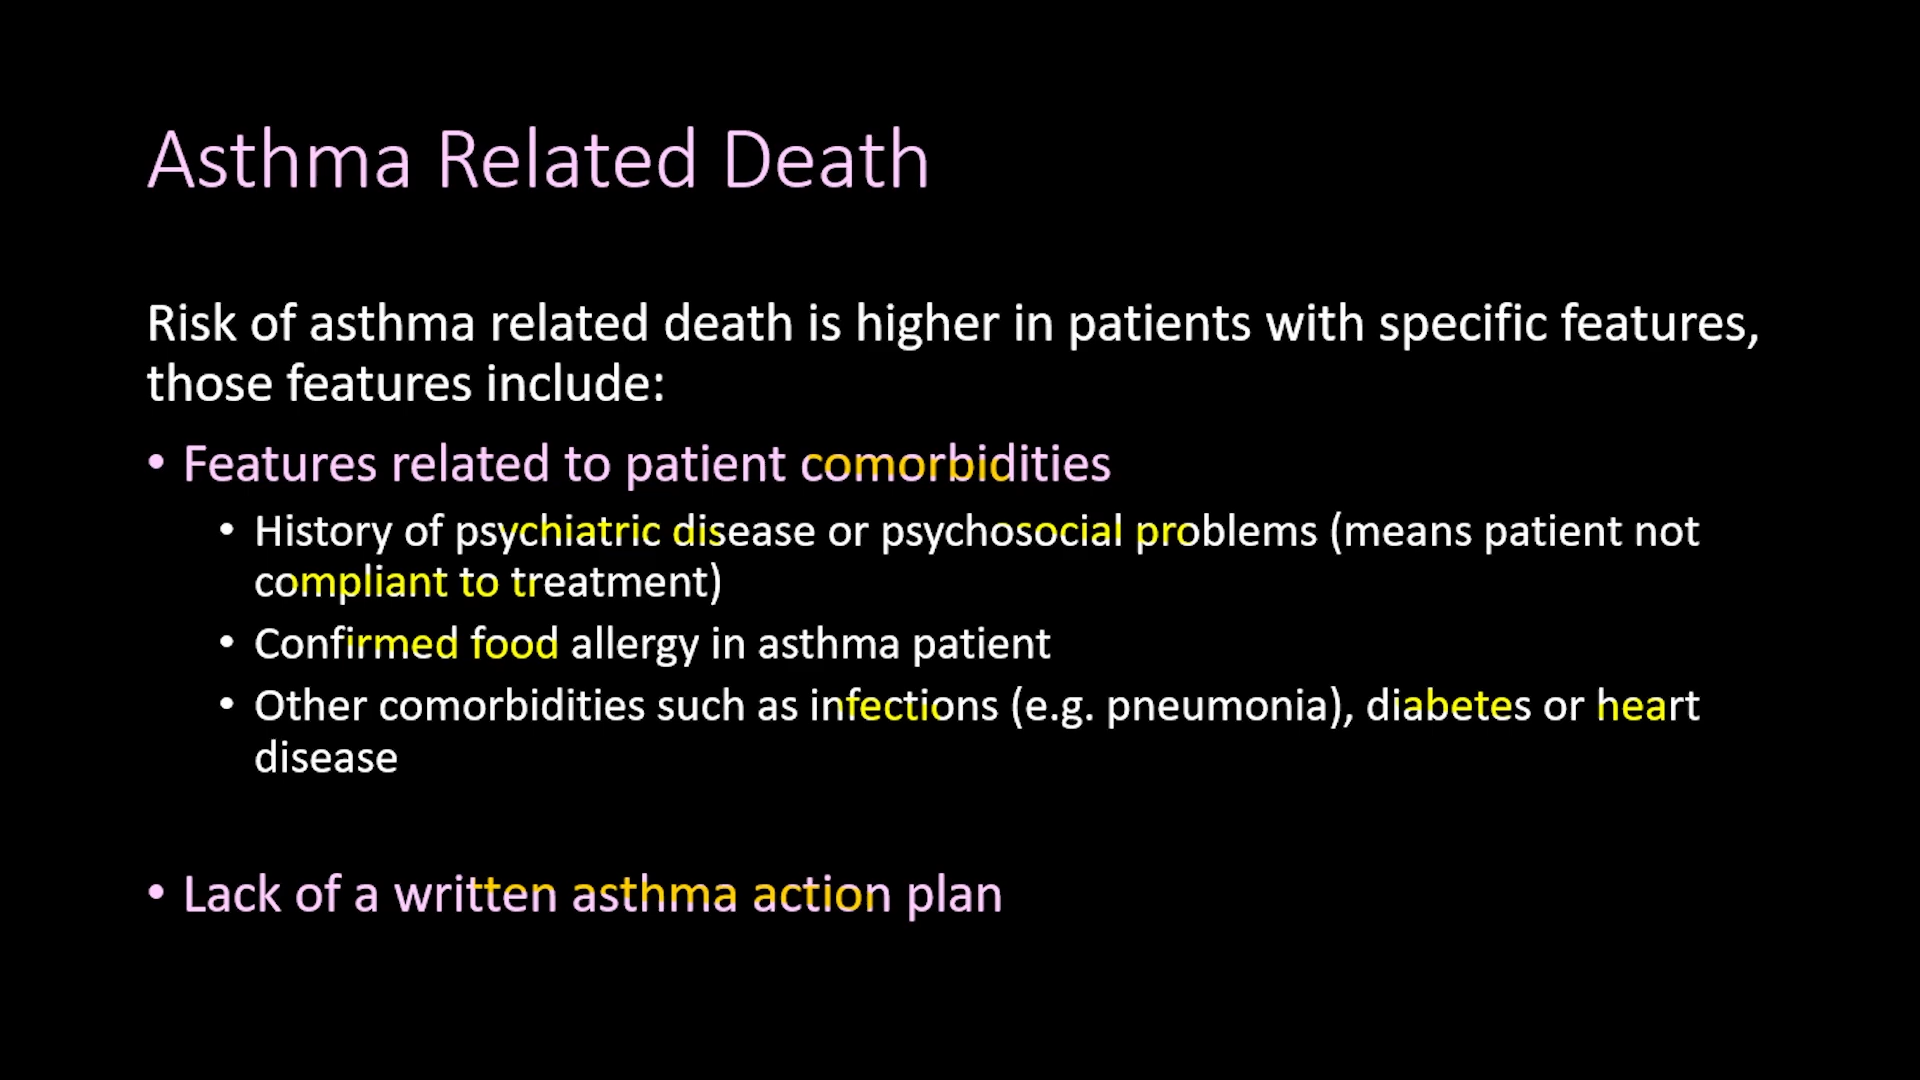 Asthma Related Death
Risk of asthma related death is higher in patients with specific features,
those features include:
• Features related to patient comorbidities
• History of psychiatric disease or psychosocial problems (means patient not
compliant to treatment)
• Confirmed food allergy in asthma patient
• Other comorbidities such as infections (e.g. pneumonia), diabetes or heart
disease
• Lack of a written asthma action plan